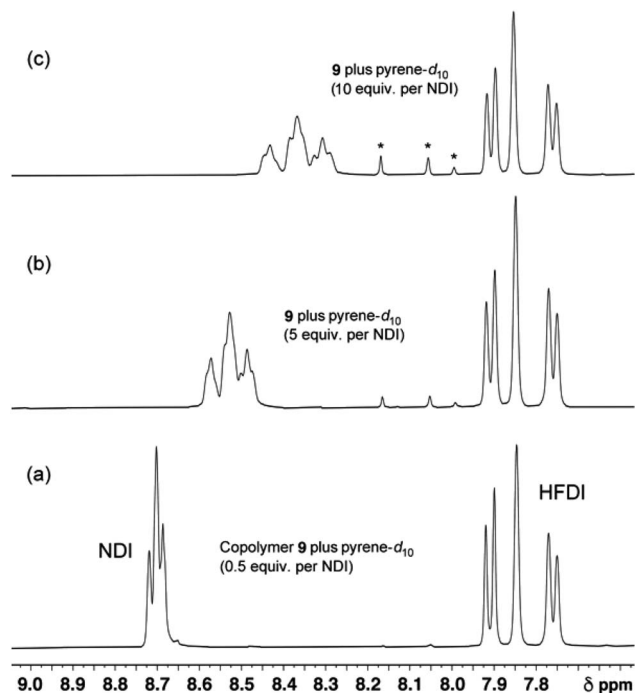 (c)
9 plus pyrene-d10
(10 equiv. per NDI)
* * *
(b)
9 plus pyrene-d10
(5 equiv. per NDI)
(a)
NDI
HFDI
Copolymer 9 plus pyrene-d10
(0.5 equiv. per NDI)
9.0 8.9 8.8 8.7 8.6 8.5 8.4 8.3 8.2 8.1 8.0 7.9 7.8 δ ppm